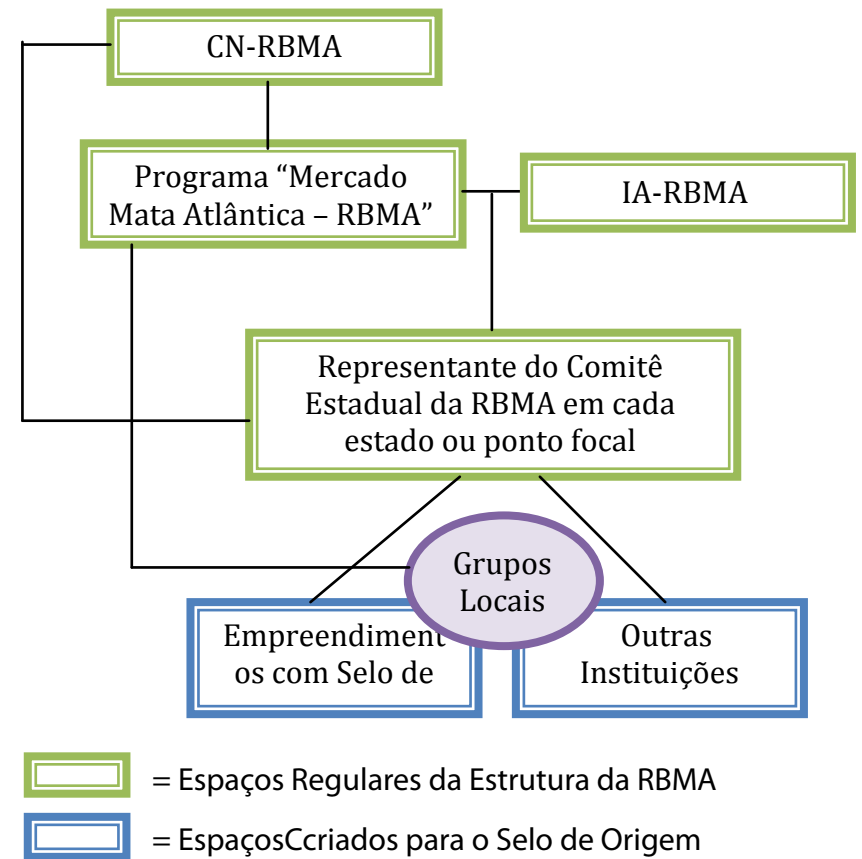 CN-RBMA
Programa “Mercado
Mata Atlântica – RBMA”
IA-RBMA
Representante do Comitê
Estadual da RBMA em cada
estado ou ponto focal
Grupos
Locais
Empreendiment
os com Selo de
Outras
Instituições
= Espaços Regulares da Estrutura da RBMA
= EspaçosCcriados para o Selo de Origem